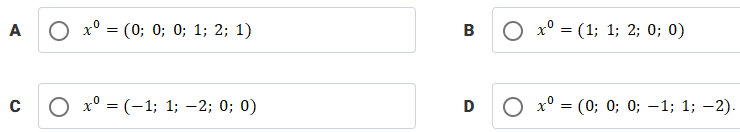 A x⁰ = (0; 0; 0; 1; 2; 1)
B x⁰ = (1; 1; 2; 0; 0)
C x⁰ = (−1; 1; −2; 0; 0)
D x⁰ = (0; 0; 0; −1; 1; −2).